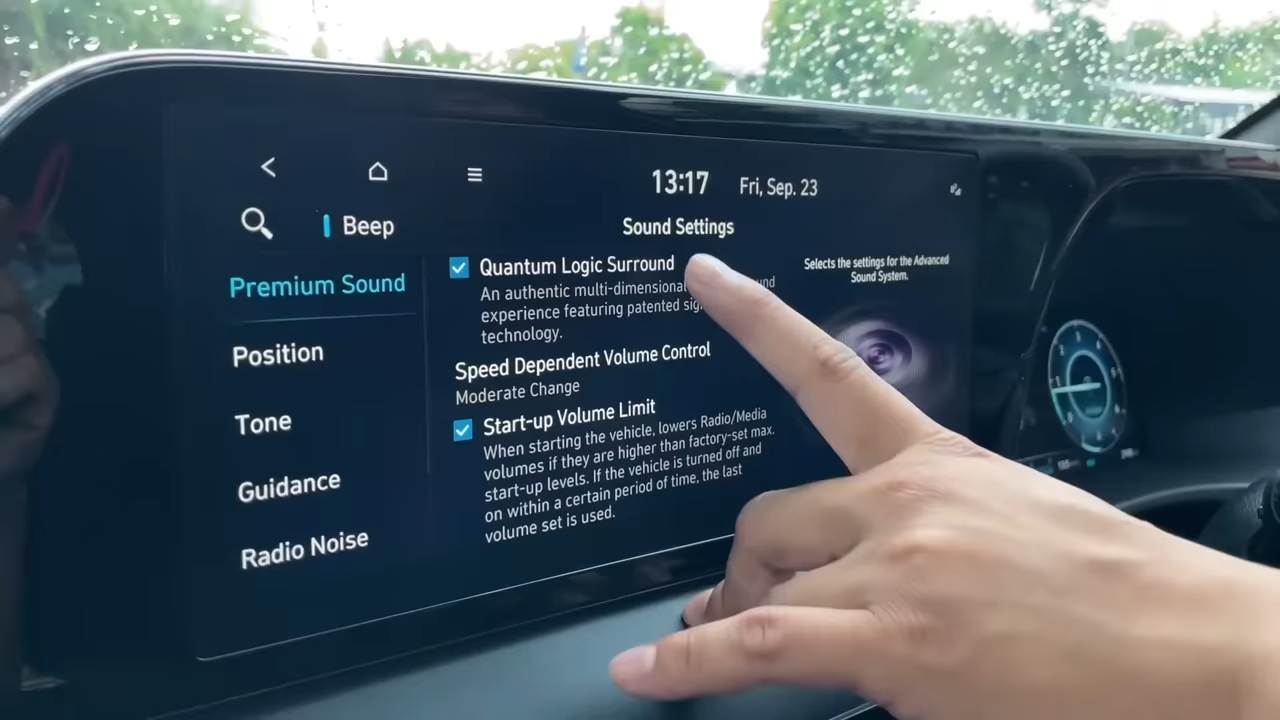 13:17 Fri, Sep. 23
Beep
Sound Settings
Premium Sound
Position
Tone
Guidance
Radio Noise
Quantum Logic Surround
An authentic multi-dimensional
experience featuring patented
technology.
Speed Dependent Volume Control
Moderate Change
Start-up Volume Limit
When starting the vehicle, lowers Radio/Media
volumes if they are higher than factory-set max.
start-up levels. If the vehicle is turned off and
on within a certain period of time, the last
volume set is used.
Selects the settings for the Advanced
Sound System.